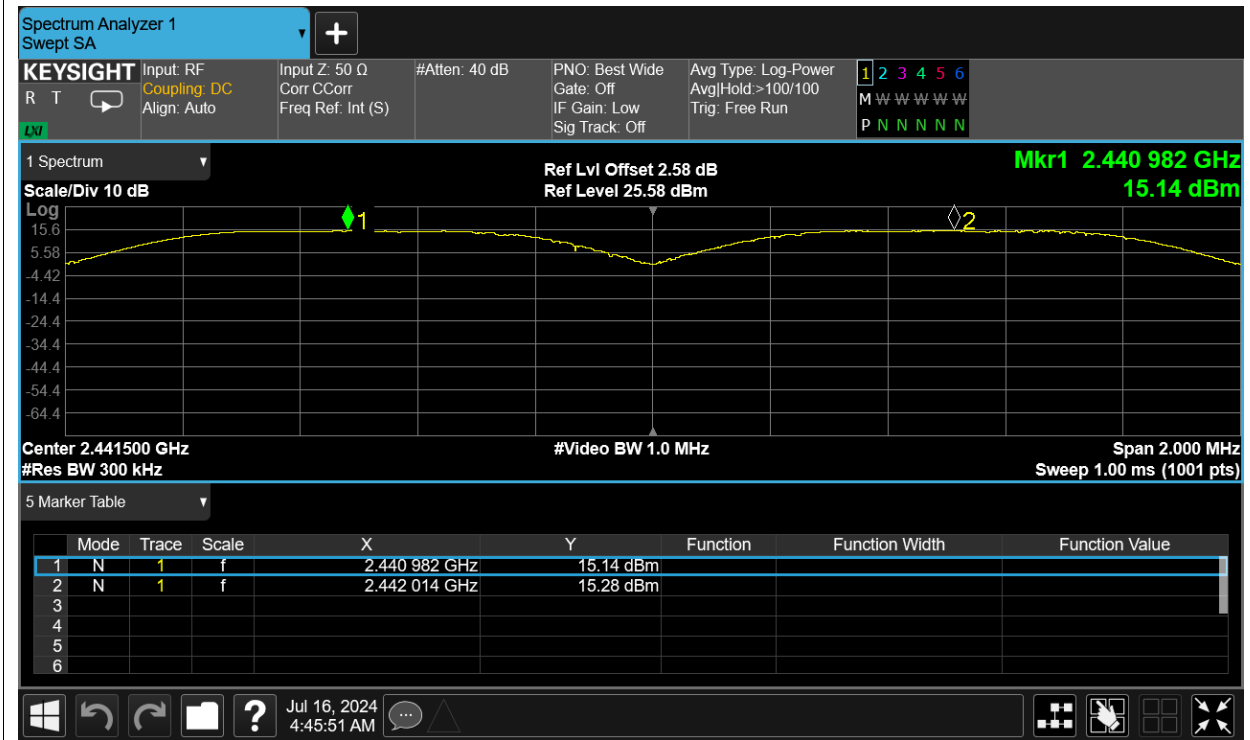 Spectrum Analyzer 1
Swept SA
KEYSIGHT Input: RF Input Z: 50 Ω #Atten: 40 dB PNO: Best Wide Avg Type: Log-Power 1 2 3 4 5 6
R T Coupling: DC Corr CCorr Gate: Off Avg|Hold:>100/100 M W W W W W
Align: Auto Freq Ref: Int (S) IF Gain: Low Trig: Free Run
LXI Sig Track: Off P N N N N N
1 Spectrum
Ref Lvl Offset 2.58 dB Mkr1 2.440 982 GHz
Scale/Div 10 dB Ref Level 25.58 dBm 15.14 dBm
Log
1
2
15.6
5.58
-4.42
-14.4
-24.4
-34.4
-44.4
-54.4
-64.4
Center 2.441500 GHz #Video BW 1.0 MHz Span 2.000 MHz
#Res BW 300 kHz Sweep 1.00 ms (1001 pts)
5 Marker Table
Mode Trace Scale X Y Function Function Width Function Value
1 N 1 f 2.440 982 GHz 15.14 dBm
2 N 1 f 2.442 014 GHz 15.28 dBm
3
4
5
6
? Jul 16, 2024
4:45:51 AM